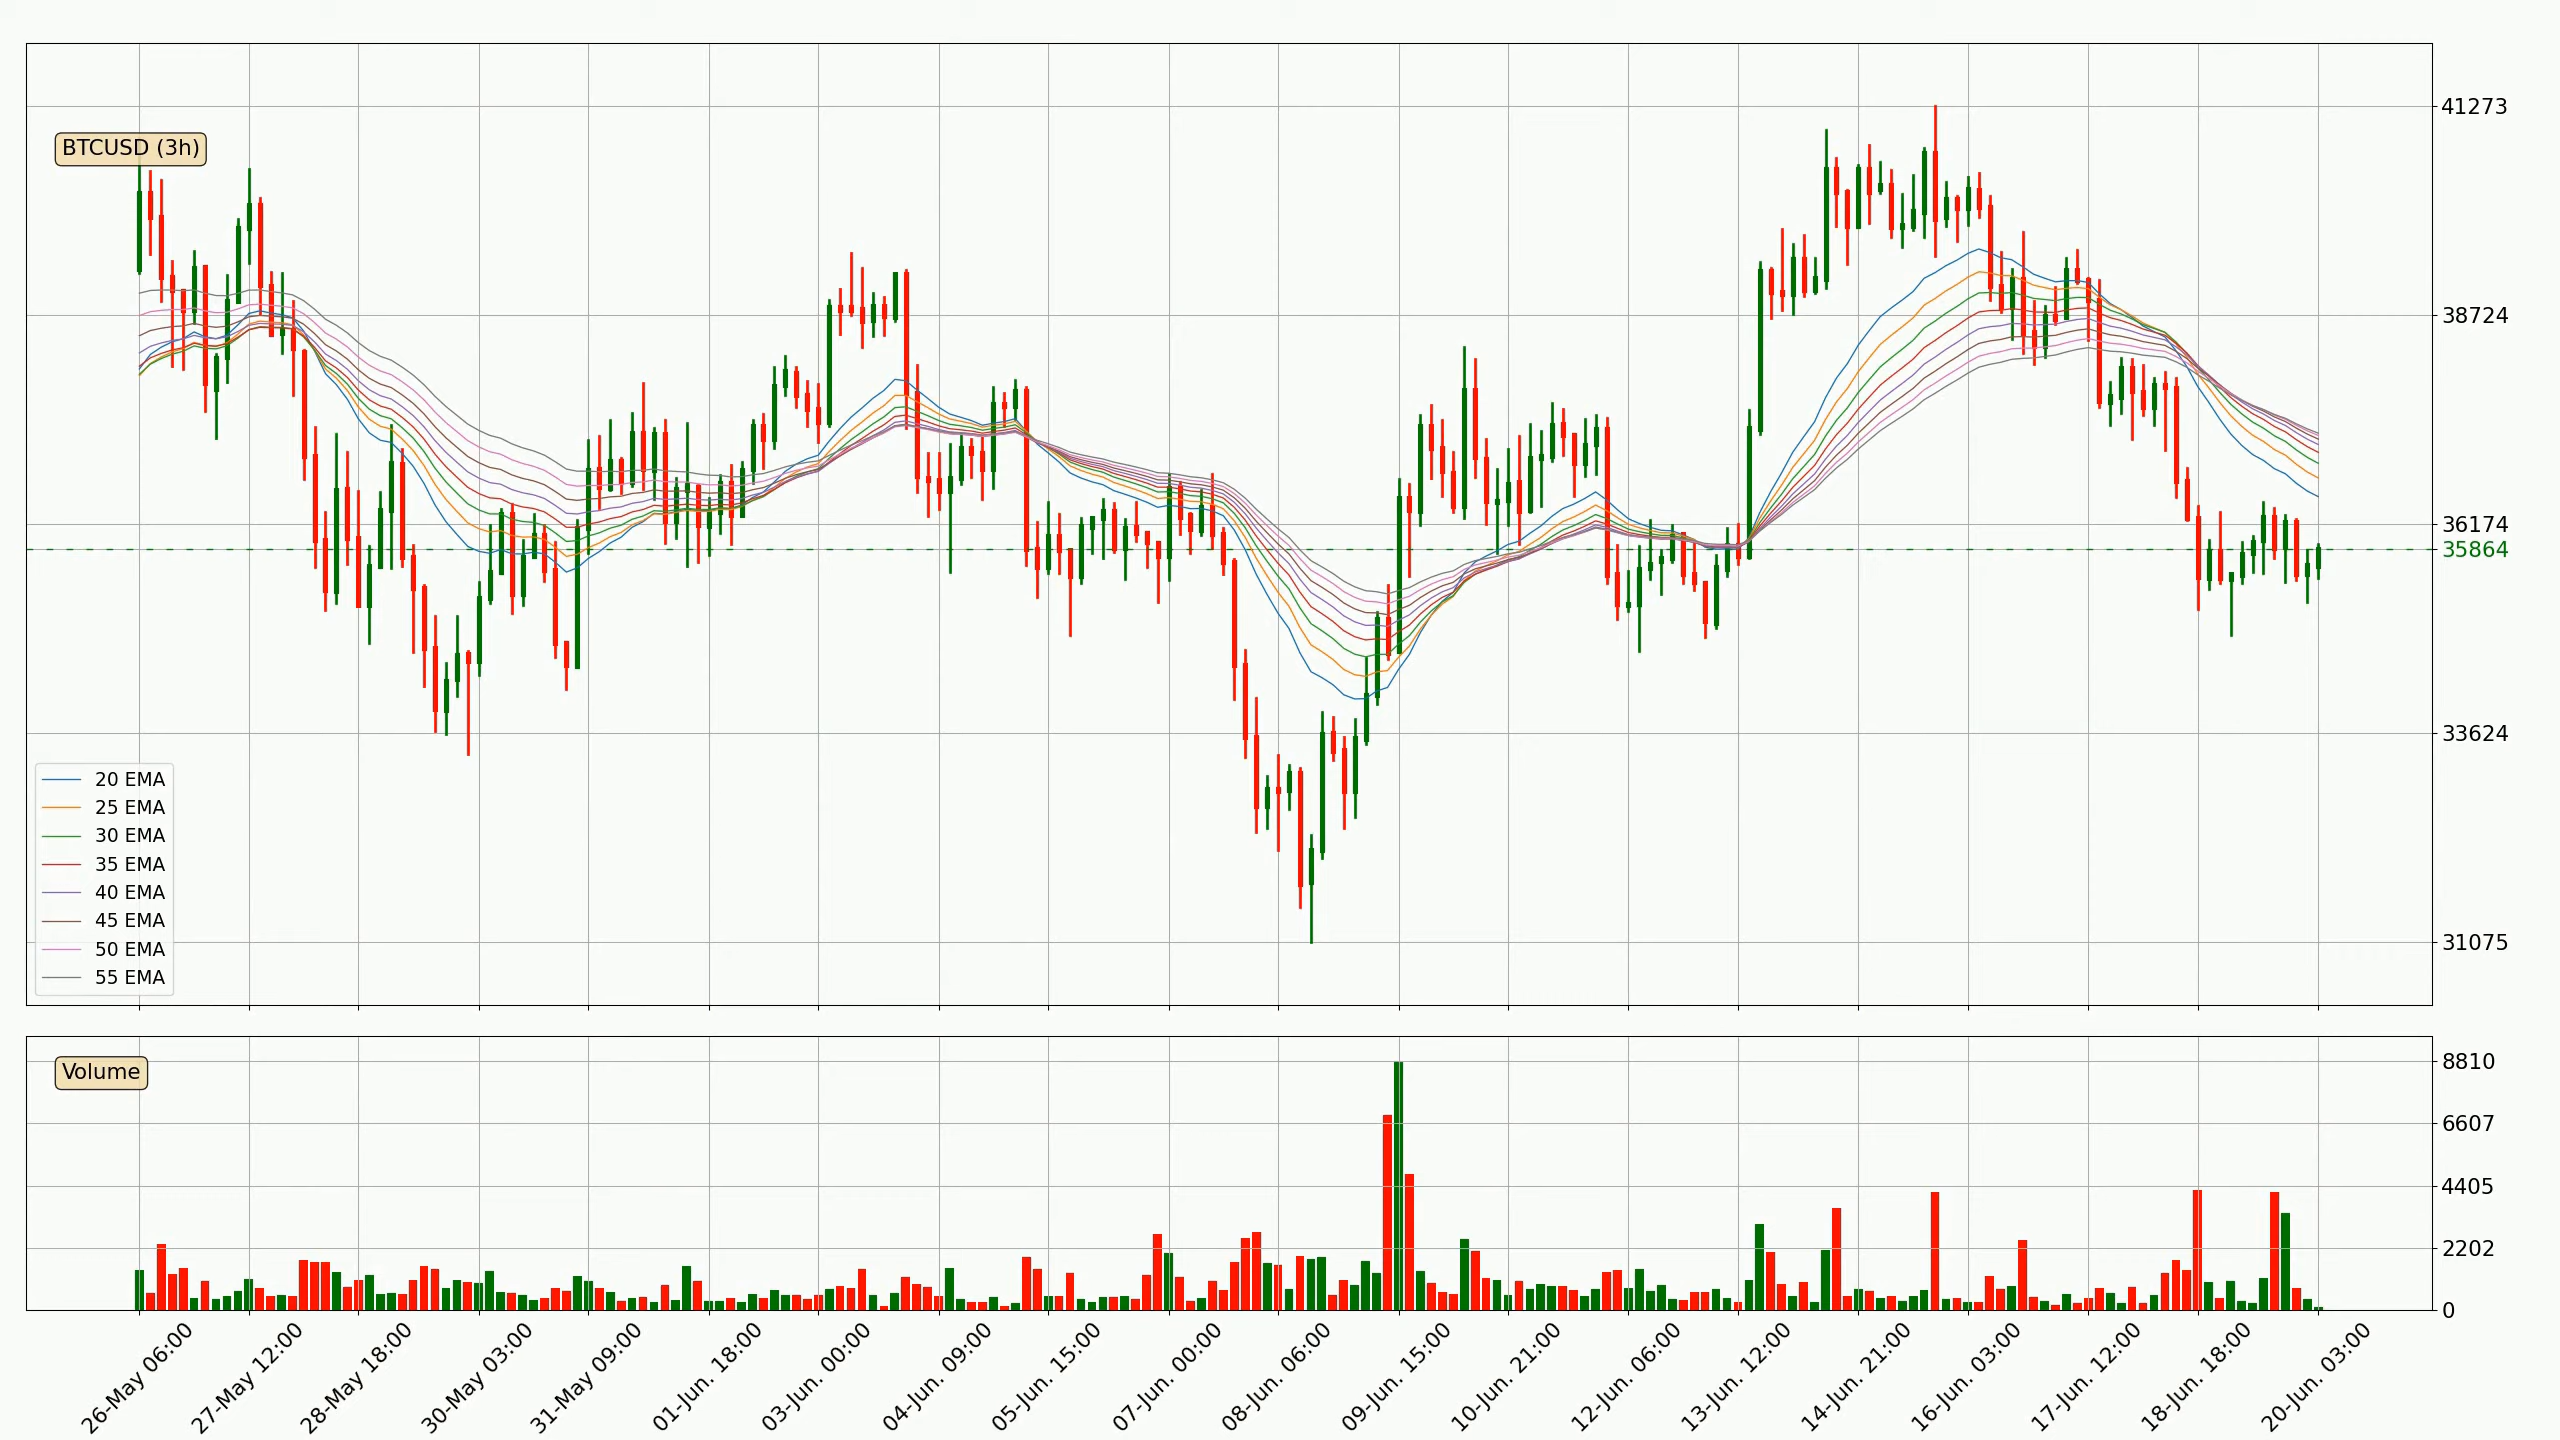 BTCUSD (3h)
41273
38724
36174
35864
33624
31075
20 EMA
25 EMA
30 EMA
35 EMA
40 EMA
45 EMA
50 EMA
55 EMA
Volume
8810
6607
4405
2202
0
26-May 06:00
27-May 12:00
28-May 18:00
30-May 03:00
31-May 09:00
01-Jun. 18:00
03-Jun. 00:00
04-Jun. 09:00
05-Jun. 15:00
07-Jun. 00:00
08-Jun. 06:00
09-Jun. 15:00
10-Jun. 21:00
12-Jun. 06:00
13-Jun. 12:00
14-Jun. 21:00
16-Jun. 03:00
17-Jun. 12:00
18-Jun. 18:00
20-Jun. 03:00